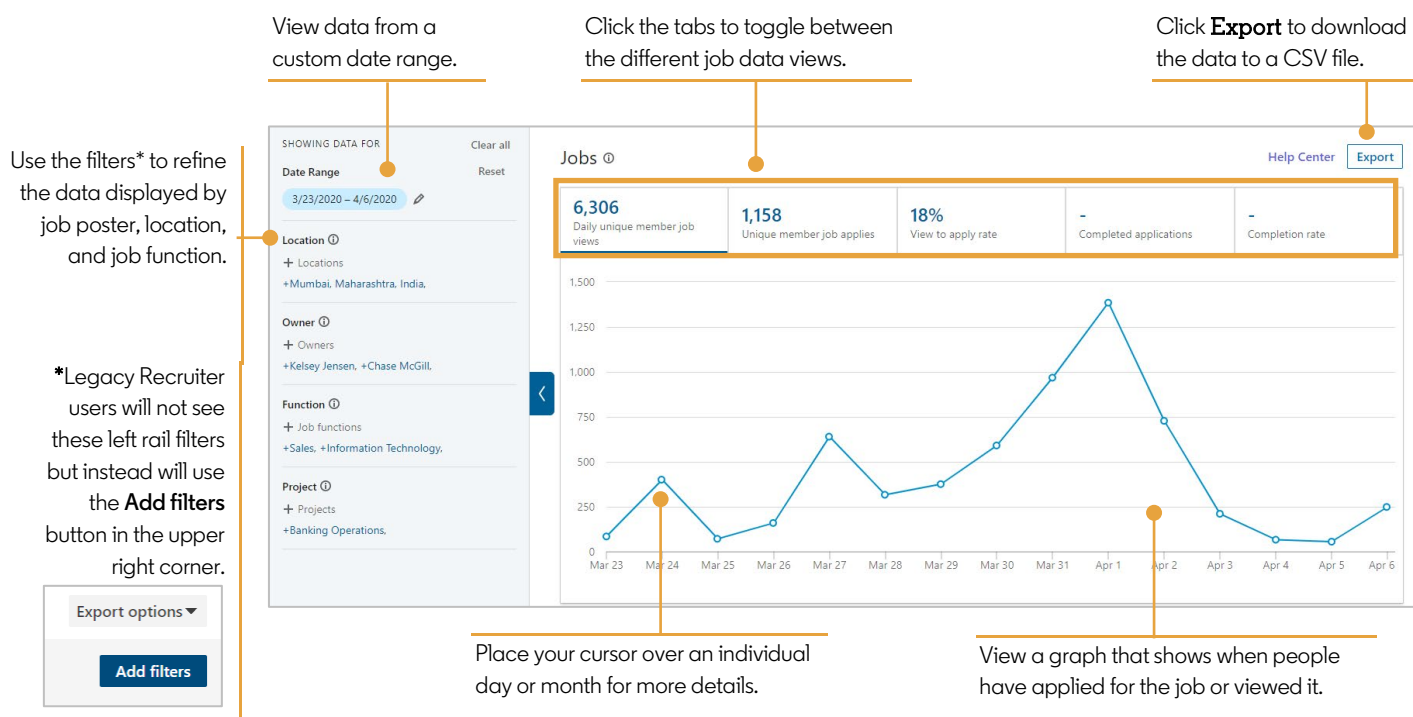 View data from a
custom date range.
Click the tabs to toggle between
the different job data views.
Click Export to download
the data to a CSV file.
Use the filters* to refine
the data displayed by
job poster, location,
and job function.
*Legacy Recruiter
users will not see
these left rail filters
but instead will use
the Add filters
button in the upper
right corner.
Export options
Add filters
SHOWING DATA FOR Clear all
Date Range Reset
3/23/2020 – 4/6/2020
Location
+ Locations
+Mumbai, Maharashtra, India,
Owner
+ Owners
+Kelsey Jensen, +Chase McGill,
Function
+ Job functions
+Sales, +Information Technology,
Project
+ Projects
+Banking Operations,
Jobs
Help Center Export
6,306
Daily unique member job
views
1,158
Unique member job applies
18%
View to apply rate
-
Completed applications
-
Completion rate
1,500
1,250
1,000
750
500
250
0
Mar 23 Mar 24 Mar 25 Mar 26 Mar 27 Mar 28 Mar 29 Mar 30 Mar 31 Apr 1 Apr 2 Apr 3 Apr 4 Apr 5 Apr 6
Place your cursor over an individual
day or month for more details.
View a graph that shows when people
have applied for the job or viewed it.